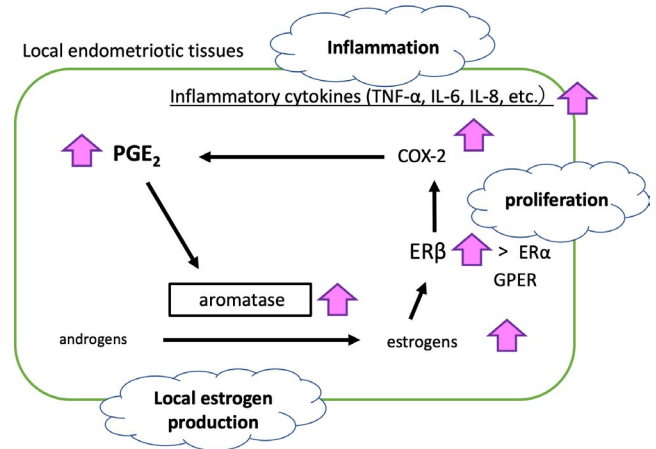 Local endometriotic tissues
Inflammation
Inflammatory cytokines (TNF-α, IL-6, IL-8, etc.)
PGE2
COX-2
proliferation
ERβ > ERα
GPER
aromatase
androgens
estrogens
Local estrogen
production